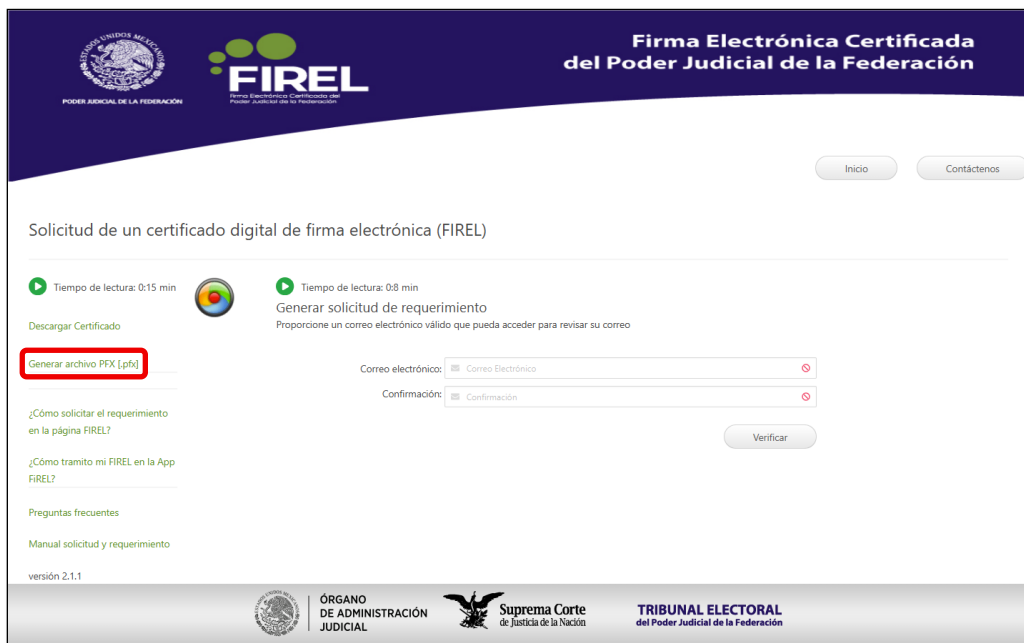 ESTADOS UNIDOS MEXICANOS
PODER JUDICIAL DE LA FEDERACIÓN
FIREL
Firma Electrónica Certificada del
Poder Judicial de la Federación
Firma Electrónica Certificada
del Poder Judicial de la Federación
Inicio
Contáctenos
Solicitud de un certificado digital de firma electrónica (FIREL)
Tiempo de lectura: 0:15 min
Descargar Certificado
Generar archivo PFX [.pfx]
¿Cómo solicitar el requerimiento
en la página FIREL?
¿Cómo tramito mi FIREL en la App
FiREL?
Preguntas frecuentes
Manual solicitud y requerimiento
versión 2.1.1
Tiempo de lectura: 0:8 min
Generar solicitud de requerimiento
Proporcione un correo electrónico válido que pueda acceder para revisar su correo
Correo electrónico: Correo Electrónico
Confirmación: Confirmación
Verificar
ÓRGANO
DE ADMINISTRACIÓN
JUDICIAL
Suprema Corte
de Justicia de la Nación
TRIBUNAL ELECTORAL
del Poder Judicial de la Federación